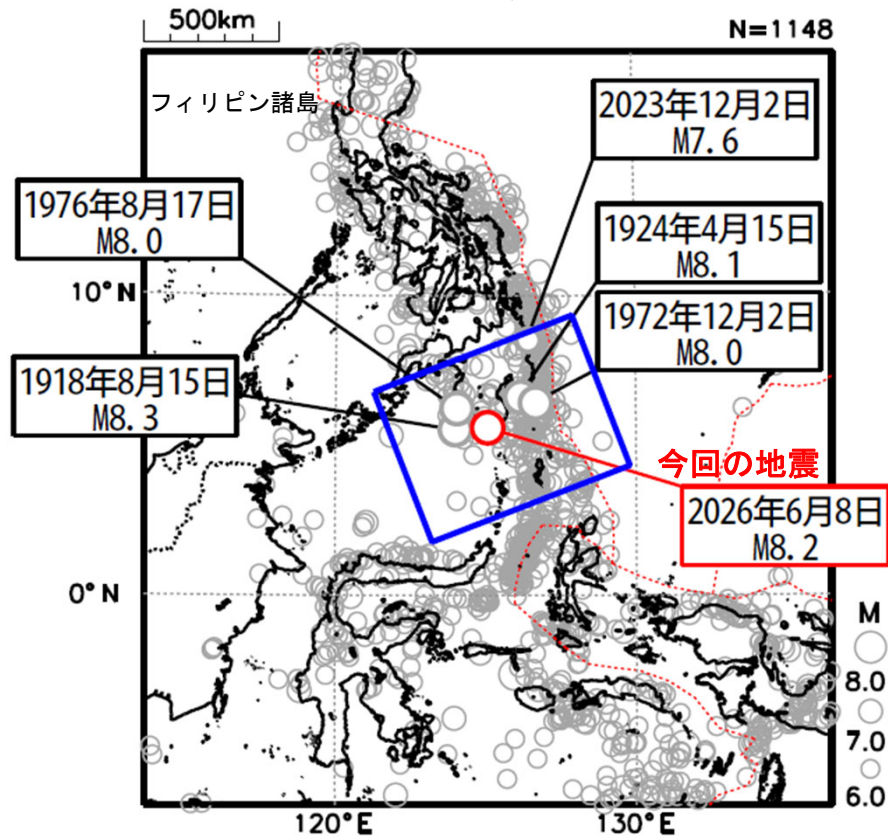 500km
N=1148
フィリピン諸島
2023年12月2日
M7.6
1976年8月17日
M8.0
1924年4月15日
M8.1
10°N
1972年12月2日
M8.0
1918年8月15日
M8.3
今回の地震
2026年6月8日
M8.2
0°N
M
8.0
7.0
6.0
120°E
130°E